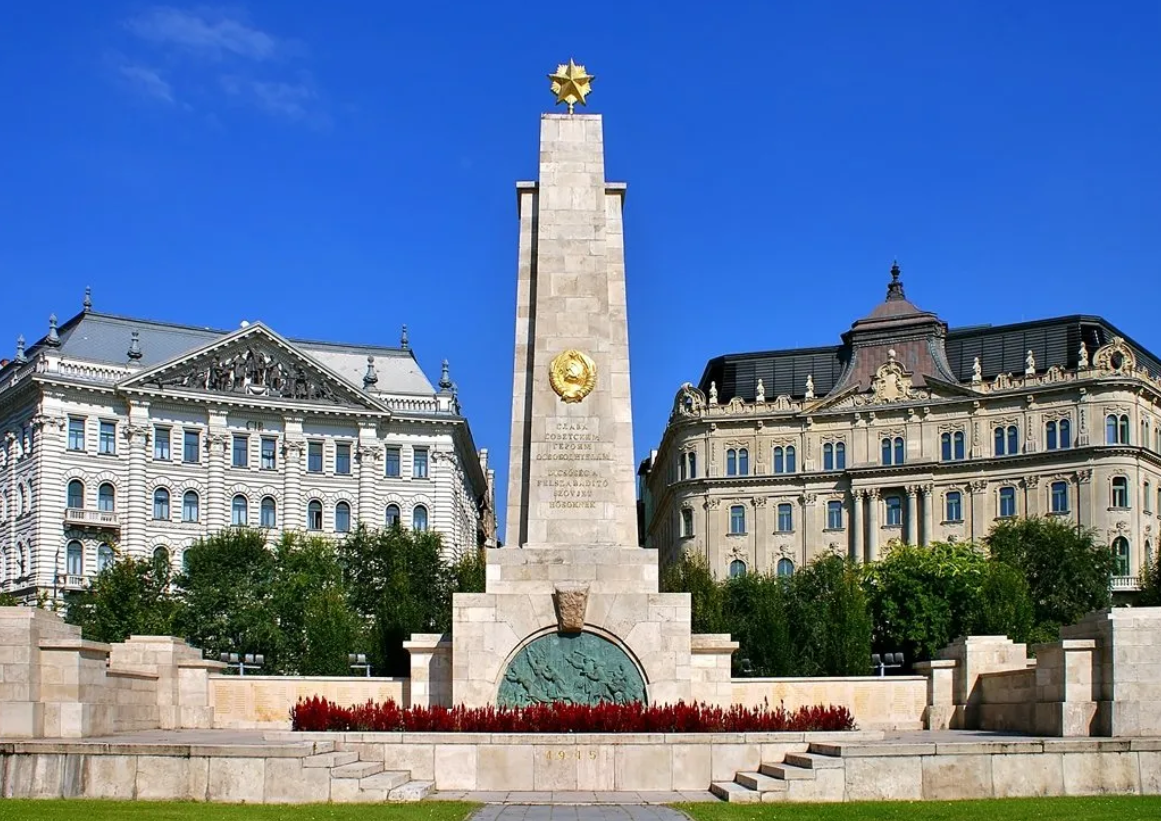 СЛАВА
СОВЕТСКИМ
ГЕРОЯМ
ОСВОБОДИТЕЛЯМ
DICSŐSÉG A
FELSZABADÍTÓ
SZOVJET
HŐSÖKNEK
1945